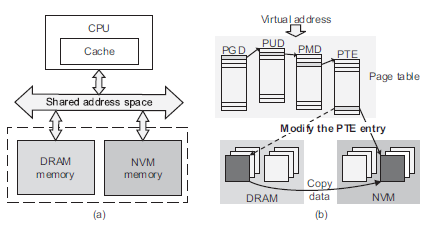 CPU
Cache
Shared address space
DRAM
memory
NVM
memory
(a)
Virtual address
PGD
PUD
PMD
PTE
Page table
Modify the PTE entry
Copy
data
DRAM
NVM
(b)